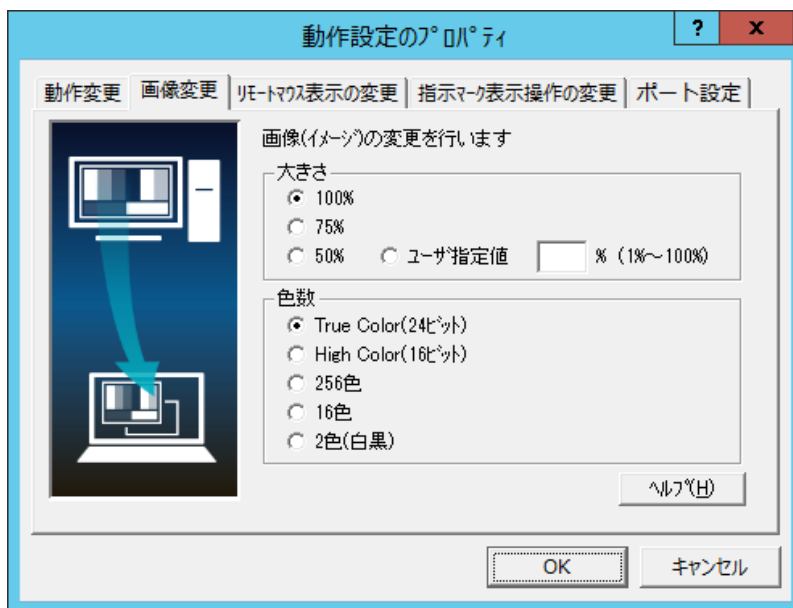 動作設定のﾌﾟﾛﾊﾟﾃｨ
? x
動作変更 画像変更 ﾘﾓｰﾄﾏｳｽ表示の変更 指示ﾏｰｸ表示操作の変更 ポート設定
画像(ｲﾒｰｼﾞ)の変更を行います
大きさ
100%
75%
50% ﾕｰｻﾞ指定値 % (1%～100%)
色数
True Color(24ﾋﾞｯﾄ)
High Color(16ﾋﾞｯﾄ)
256色
16色
2色(白黒)
ﾍﾙﾌﾟ(H)
OK キャンセル